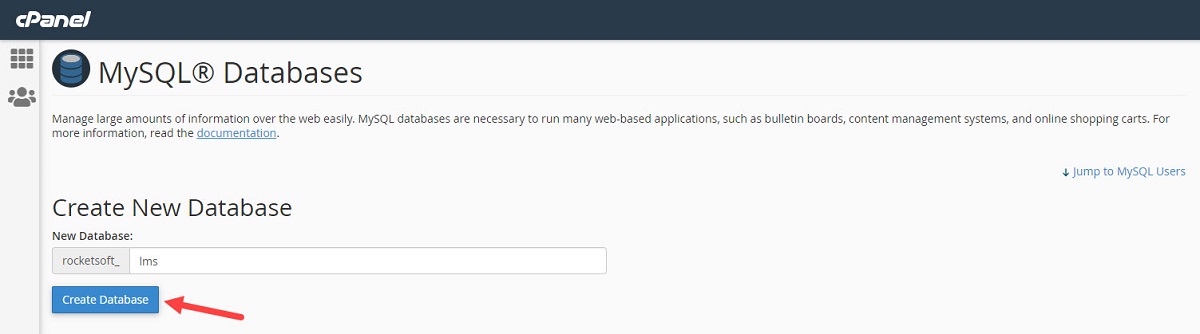 cPanel
MySQL® Databases
Manage large amounts of information over the web easily. MySQL databases are necessary to run many web-based applications, such as bulletin boards, content management systems, and online shopping carts. For
more information, read the documentation.
Jump to MySQL Users
Create New Database
New Database:
rocketsoft_ lms
Create Database